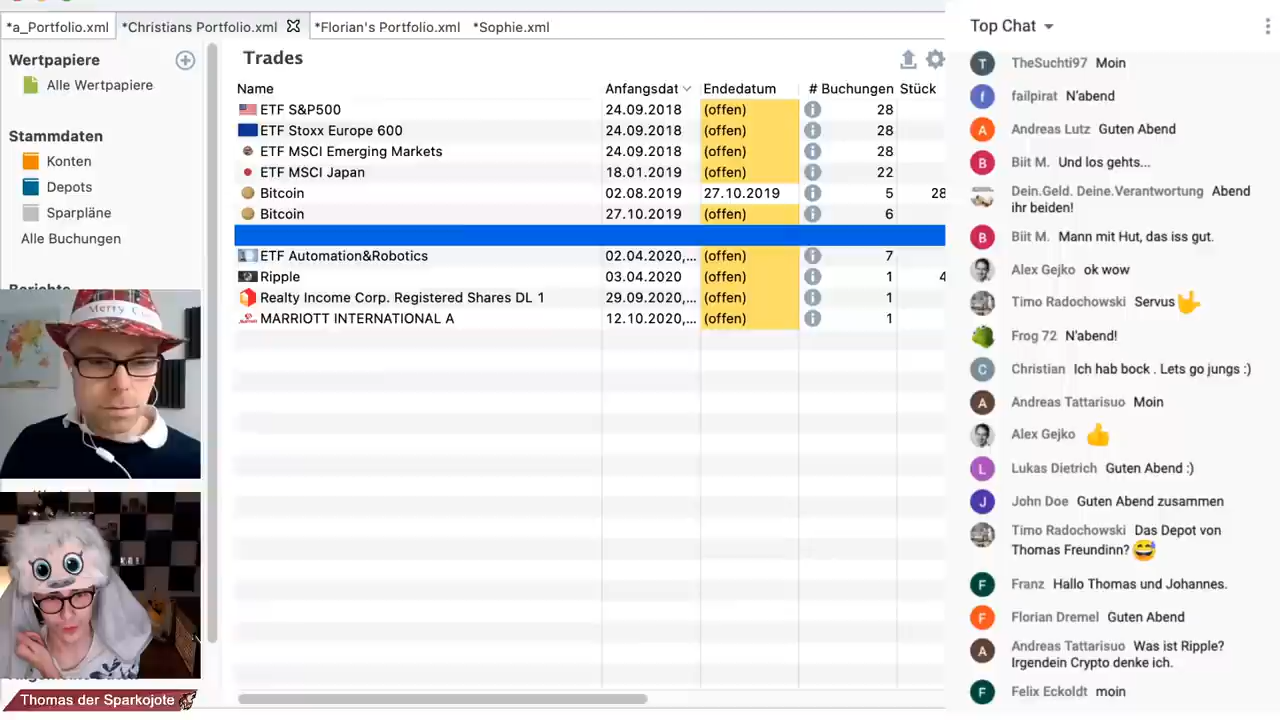 *a_Portfolio.xml
*Christians Portfolio.xml
*Florian's Portfolio.xml
*Sophie.xml
Wertpapiere
Alle Wertpapiere
Stammdaten
Konten
Depots
Sparpläne
Alle Buchungen
Berichte
Trades
Name Anfangsdat Endedatum # Buchungen Stück
ETF S&P500 24.09.2018 (offen) 28
ETF Stoxx Europe 600 24.09.2018 (offen) 28
ETF MSCI Emerging Markets 24.09.2018 (offen) 28
ETF MSCI Japan 18.01.2019 (offen) 22
Bitcoin 02.08.2019 27.10.2019 5 28
Bitcoin 27.10.2019 (offen) 6
ETF Automation&Robotics 02.04.2020,... (offen) 7
Ripple 03.04.2020 (offen) 1 4
Realty Income Corp. Registered Shares DL 1 29.09.2020,... (offen) 1
MARRIOTT INTERNATIONAL A 12.10.2020,... (offen) 1
Thomas der Sparkojote
Top Chat
T TheSuchti97 Moin
f failpirat N'abend
A Andreas Lutz Guten Abend
B Biit M. Und los gehts...
Dein.Geld. Deine.Verantwortung Abend
ihr beiden!
B Biit M. Mann mit Hut, das iss gut.
Alex Gejko ok wow
Timo Radochowski Servus
Frog 72 N'abend!
C Christian Ich hab bock . Lets go jungs :)
A Andreas Tattarisuo Moin
Alex Gejko
L Lukas Dietrich Guten Abend :)
J John Doe Guten Abend zusammen
Timo Radochowski Das Depot von
Thomas Freundinn?
F Franz Hallo Thomas und Johannes.
F Florian Dremel Guten Abend
A Andreas Tattarisuo Was ist Ripple?
Irgendein Crypto denke ich.
F Felix Eckoldt moin